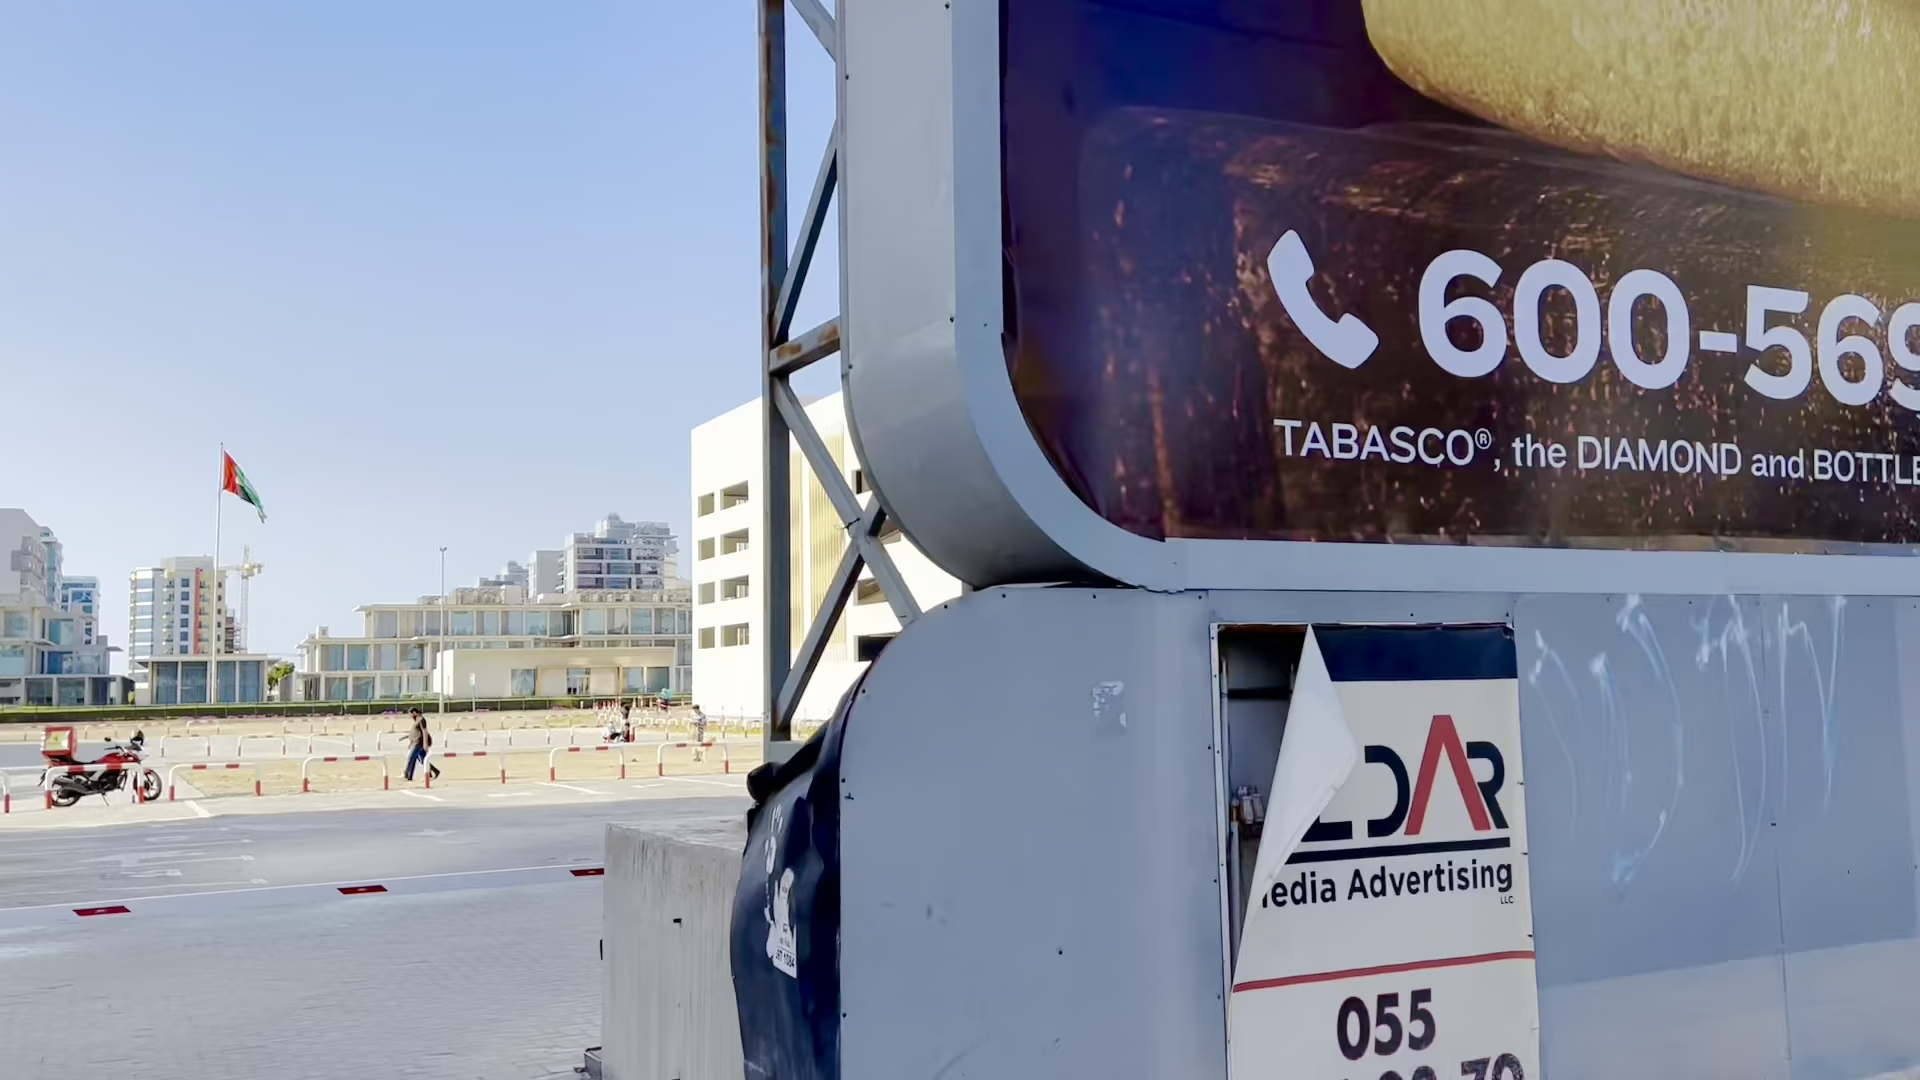 600-569
TABASCO®, the DIAMOND and BOTTLE
DAR
edia Advertising
LLC
055